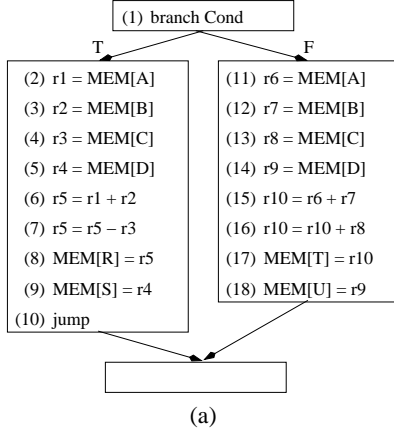 (1) branch Cond
T
F
(2) r1 = MEM[A]
(3) r2 = MEM[B]
(4) r3 = MEM[C]
(5) r4 = MEM[D]
(6) r5 = r1 + r2
(7) r5 = r5 - r3
(8) MEM[R] = r5
(9) MEM[S] = r4
(10) jump
(11) r6 = MEM[A]
(12) r7 = MEM[B]
(13) r8 = MEM[C]
(14) r9 = MEM[D]
(15) r10 = r6 + r7
(16) r10 = r10 + r8
(17) MEM[T] = r10
(18) MEM[U] = r9
(a)